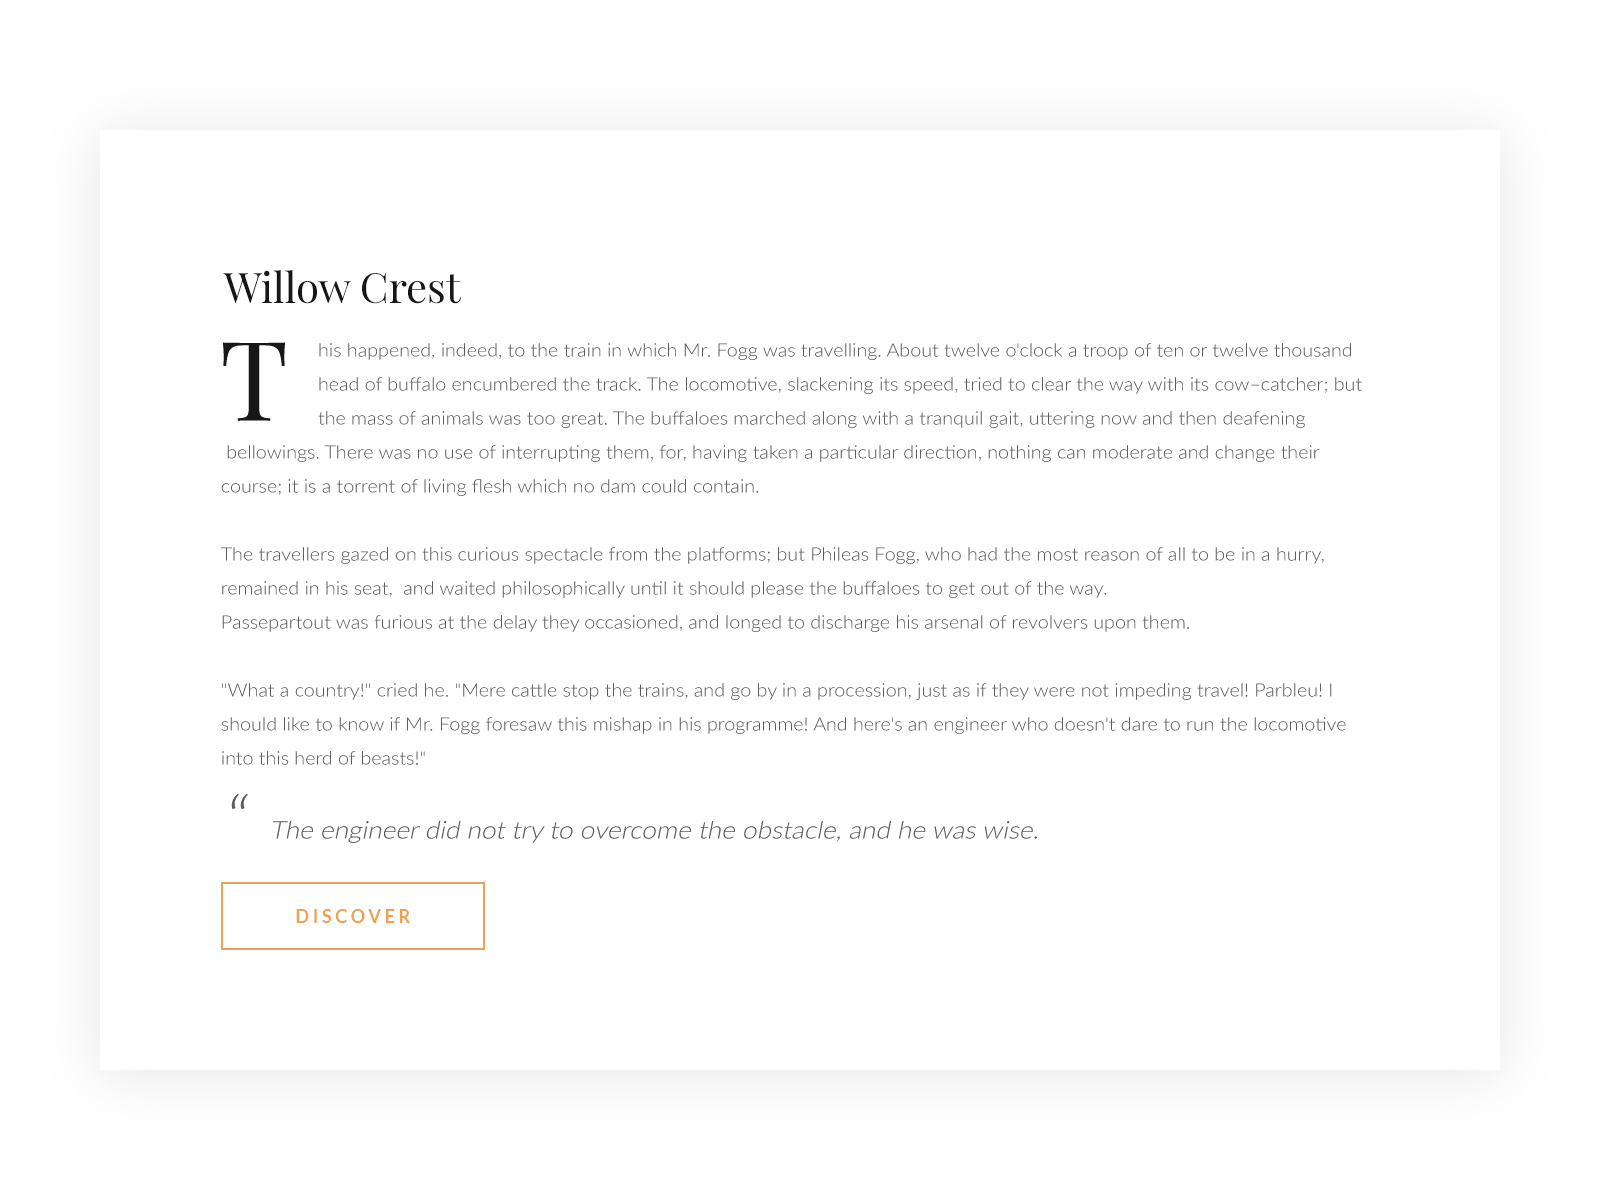 Willow Crest
This happened, indeed, to the train in which Mr. Fogg was travelling. About twelve o'clock a troop of ten or twelve thousand
head of buffalo encumbered the track. The locomotive, slackening its speed, tried to clear the way with its cow–catcher; but
the mass of animals was too great. The buffaloes marched along with a tranquil gait, uttering now and then deafening
bellowings. There was no use of interrupting them, for, having taken a particular direction, nothing can moderate and change their
course; it is a torrent of living flesh which no dam could contain.
The travellers gazed on this curious spectacle from the platforms; but Phileas Fogg, who had the most reason of all to be in a hurry,
remained in his seat,  and waited philosophically until it should please the buffaloes to get out of the way.
Passepartout was furious at the delay they occasioned, and longed to discharge his arsenal of revolvers upon them.
"What a country!" cried he. "Mere cattle stop the trains, and go by in a procession, just as if they were not impeding travel! Parbleu! I
should like to know if Mr. Fogg foresaw this mishap in his programme! And here's an engineer who doesn't dare to run the locomotive
into this herd of beasts!"
“ The engineer did not try to overcome the obstacle, and he was wise.
DISCOVER